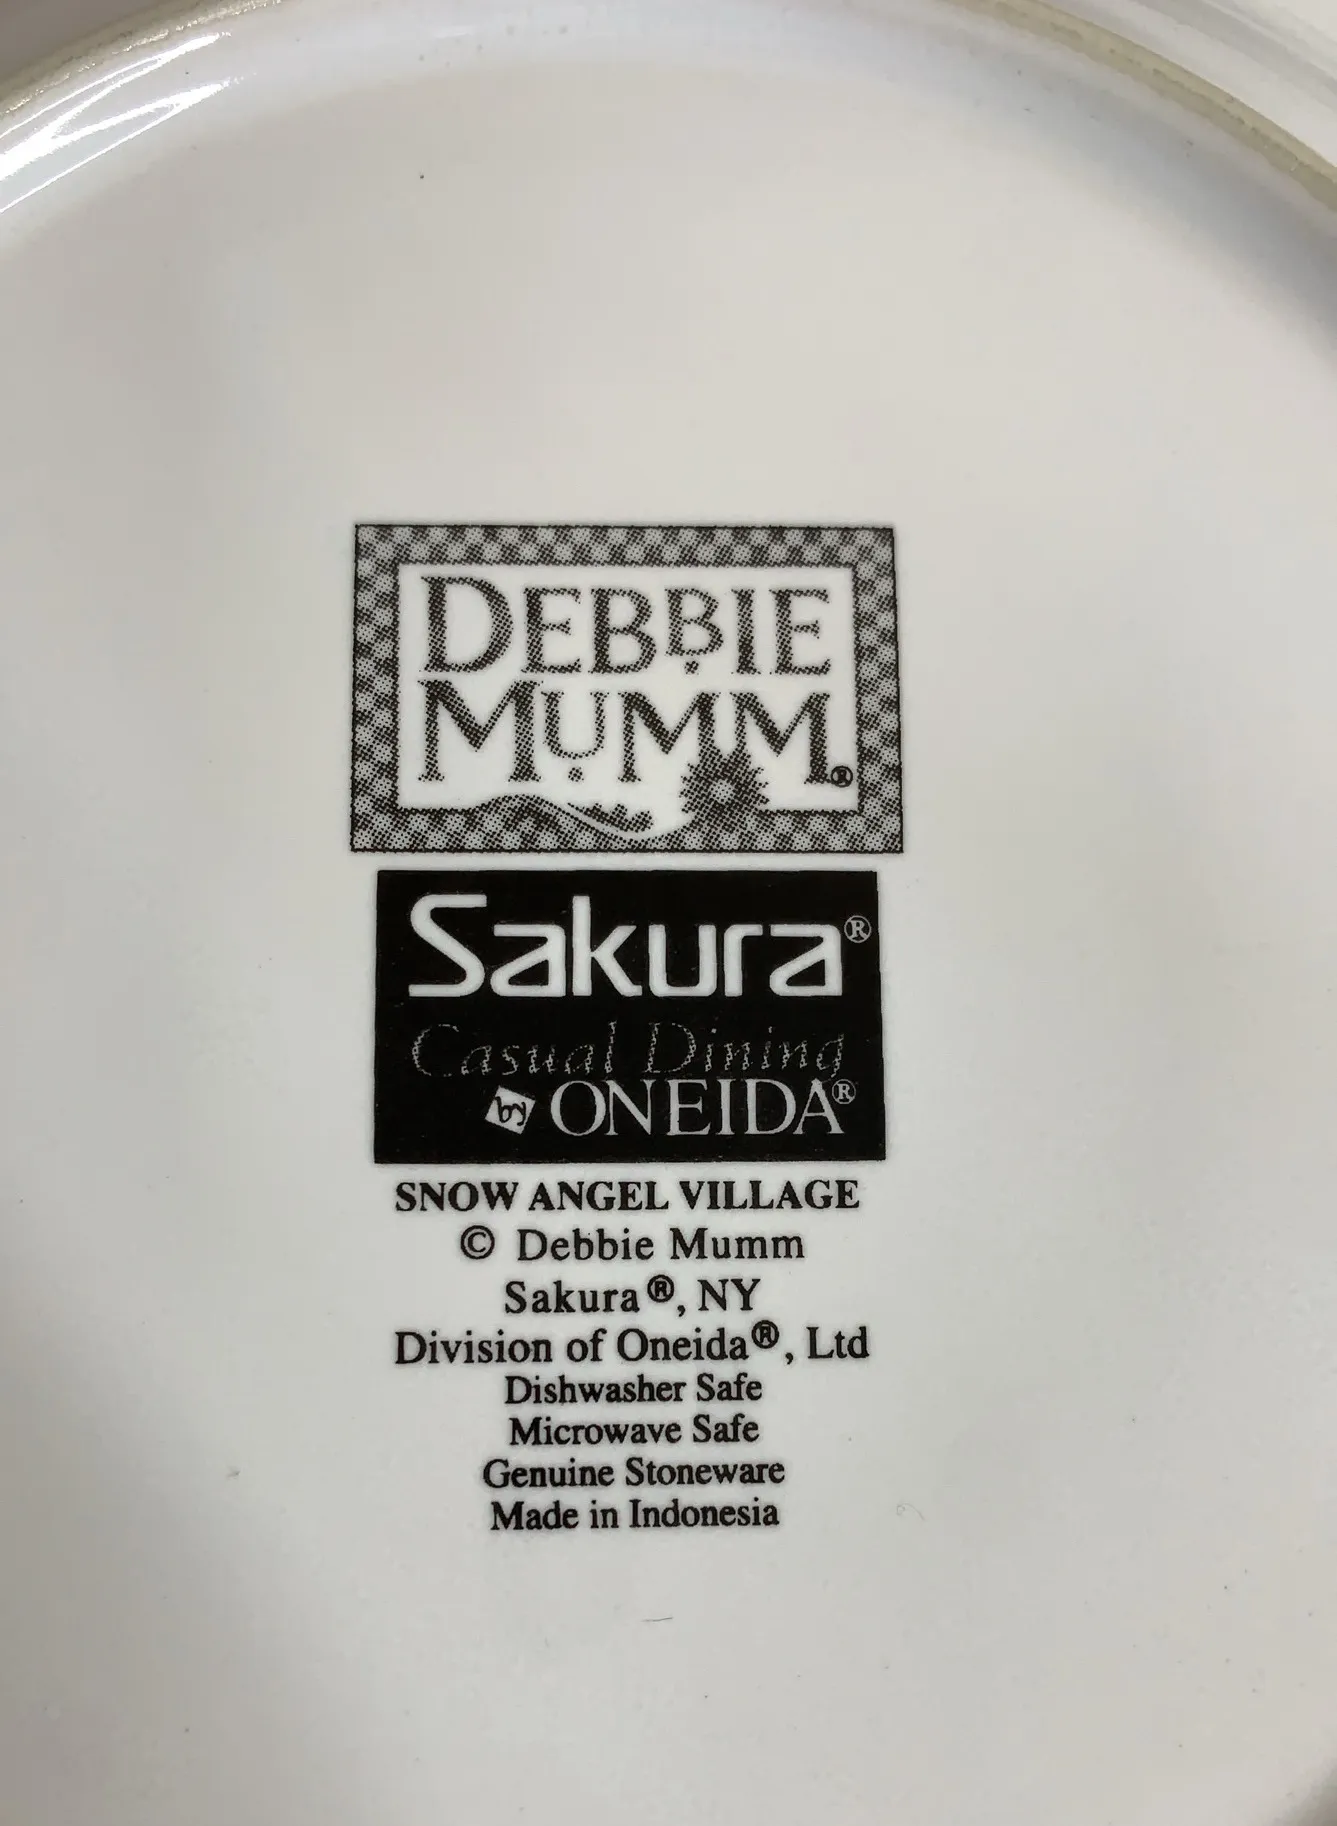 DEBBIE
MUMM®
Sakura®
Casual Dining
by ONEIDA®
SNOW ANGEL VILLAGE
© Debbie Mumm
Sakura®, NY
Division of Oneida®, Ltd
Dishwasher Safe
Microwave Safe
Genuine Stoneware
Made in Indonesia